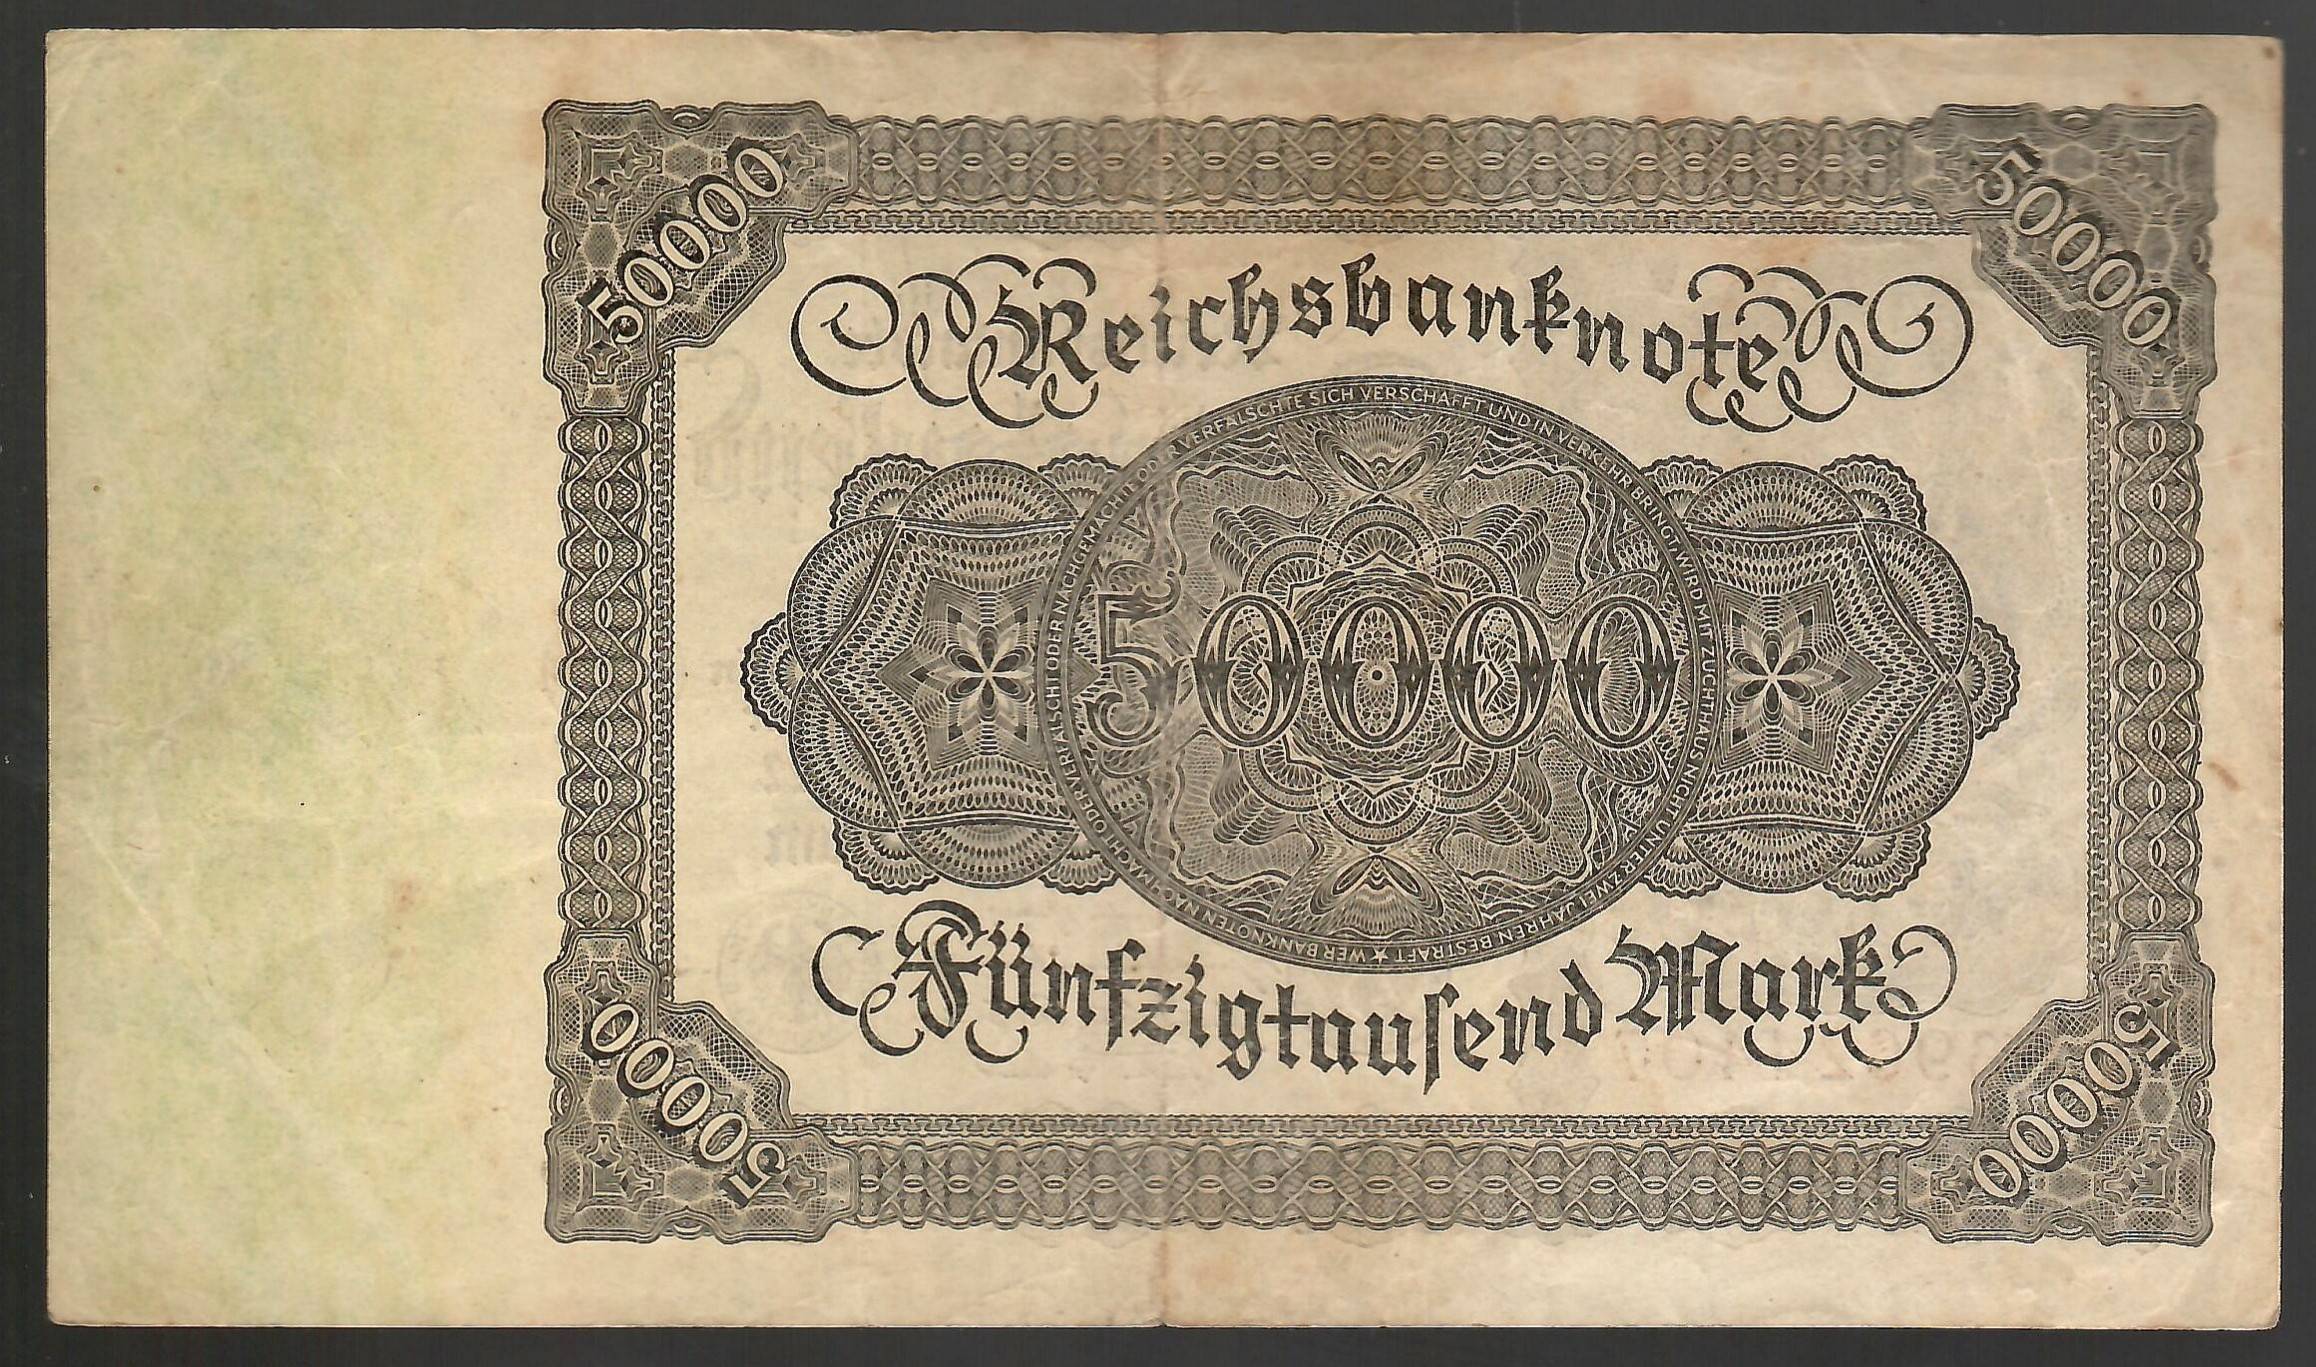 50000
50000
Reichsbanknote
WER BANKNOTEN NACHMACHT ODER VERFÄLSCHT ODER NACHGEMACHTE ODER VERFÄLSCHTE SICH VERSCHAFFT UND IN VERKEHR BRINGT, WIRD MIT ZUCHTHAUS NICHT UNTER ZWEI JAHREN BESTRAFT ★
50000
Fünfzigtauſend Mark
50000
50000